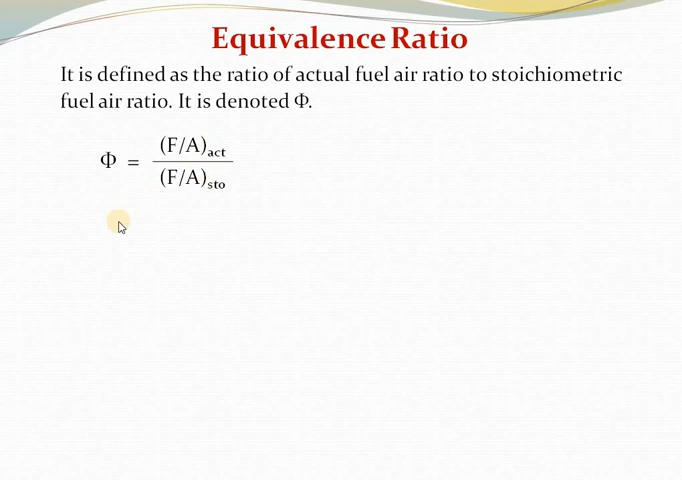 Equivalence Ratio
It is defined as the ratio of actual fuel air ratio to stoichiometric
fuel air ratio. It is denoted Φ.
Φ = (F/A)act
(F/A)sto